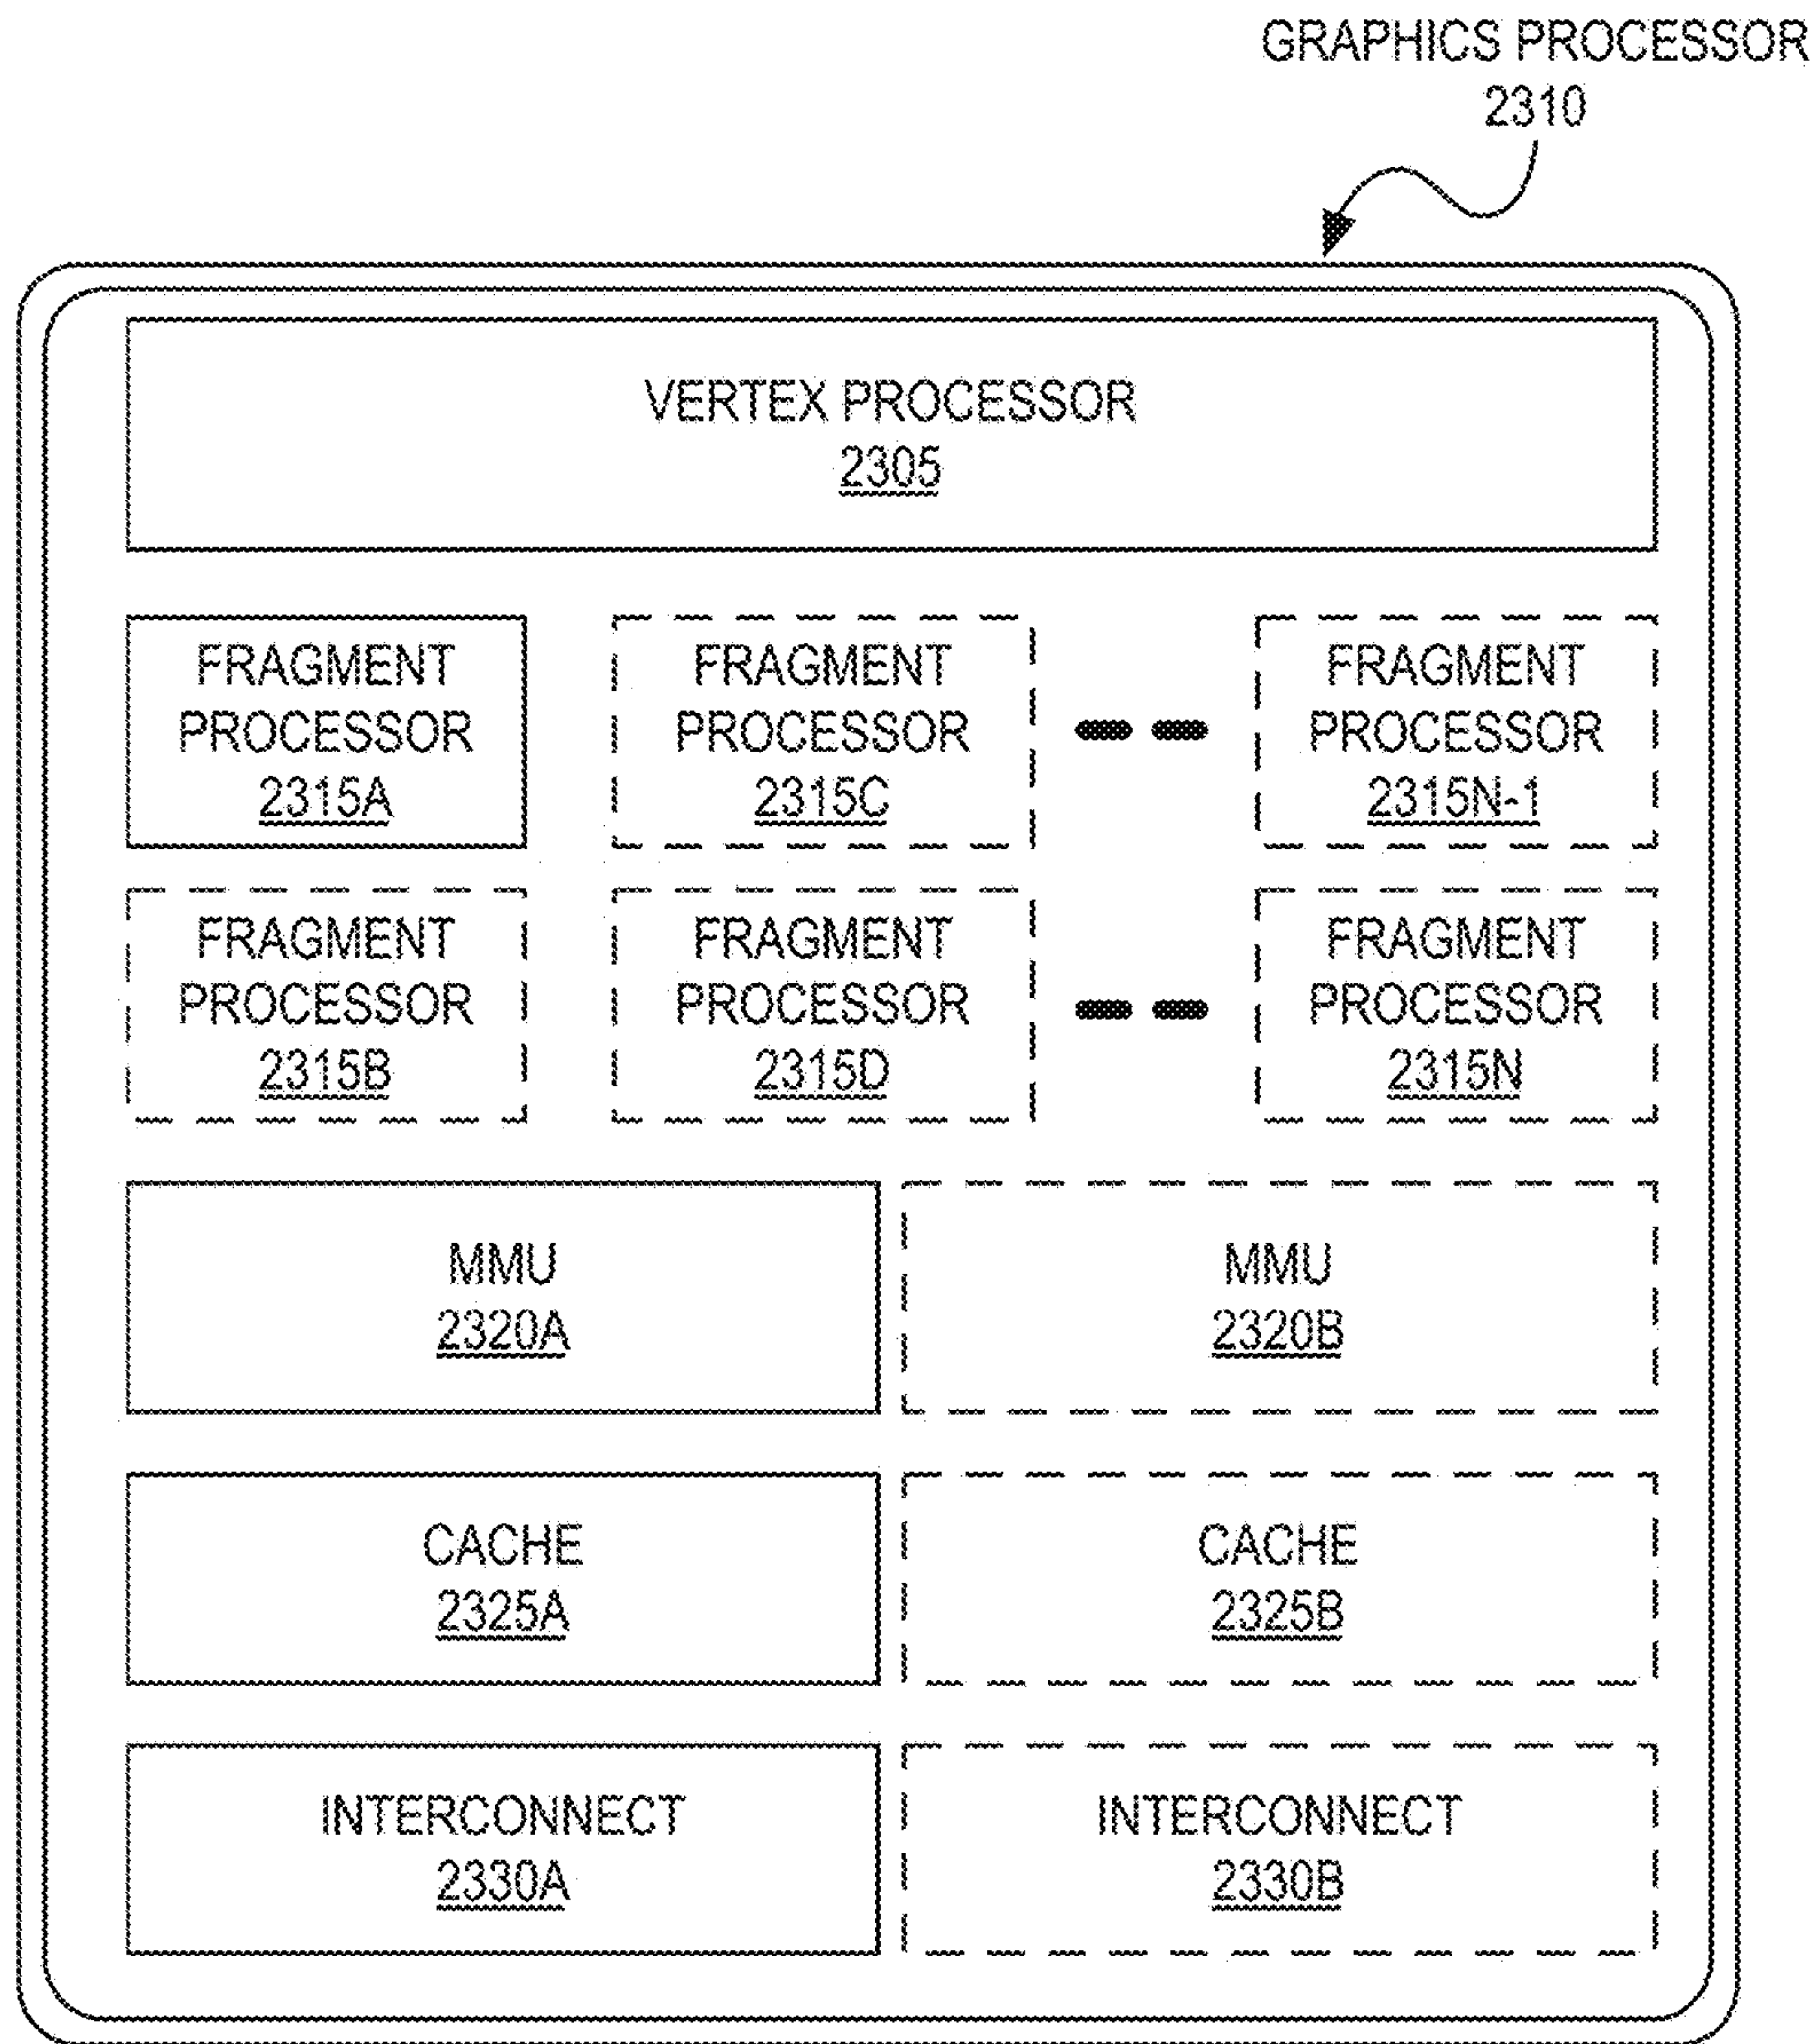 GRAPHICS PROCESSOR
2310
VERTEX PROCESSOR
2305
FRAGMENT
PROCESSOR
2315A
FRAGMENT
PROCESSOR
2315C
FRAGMENT
PROCESSOR
2315N-1
FRAGMENT
PROCESSOR
2315B
FRAGMENT
PROCESSOR
2315D
FRAGMENT
PROCESSOR
2315N
MMU
2320A
MMU
2320B
CACHE
2325A
CACHE
2325B
INTERCONNECT
2330A
INTERCONNECT
2330B